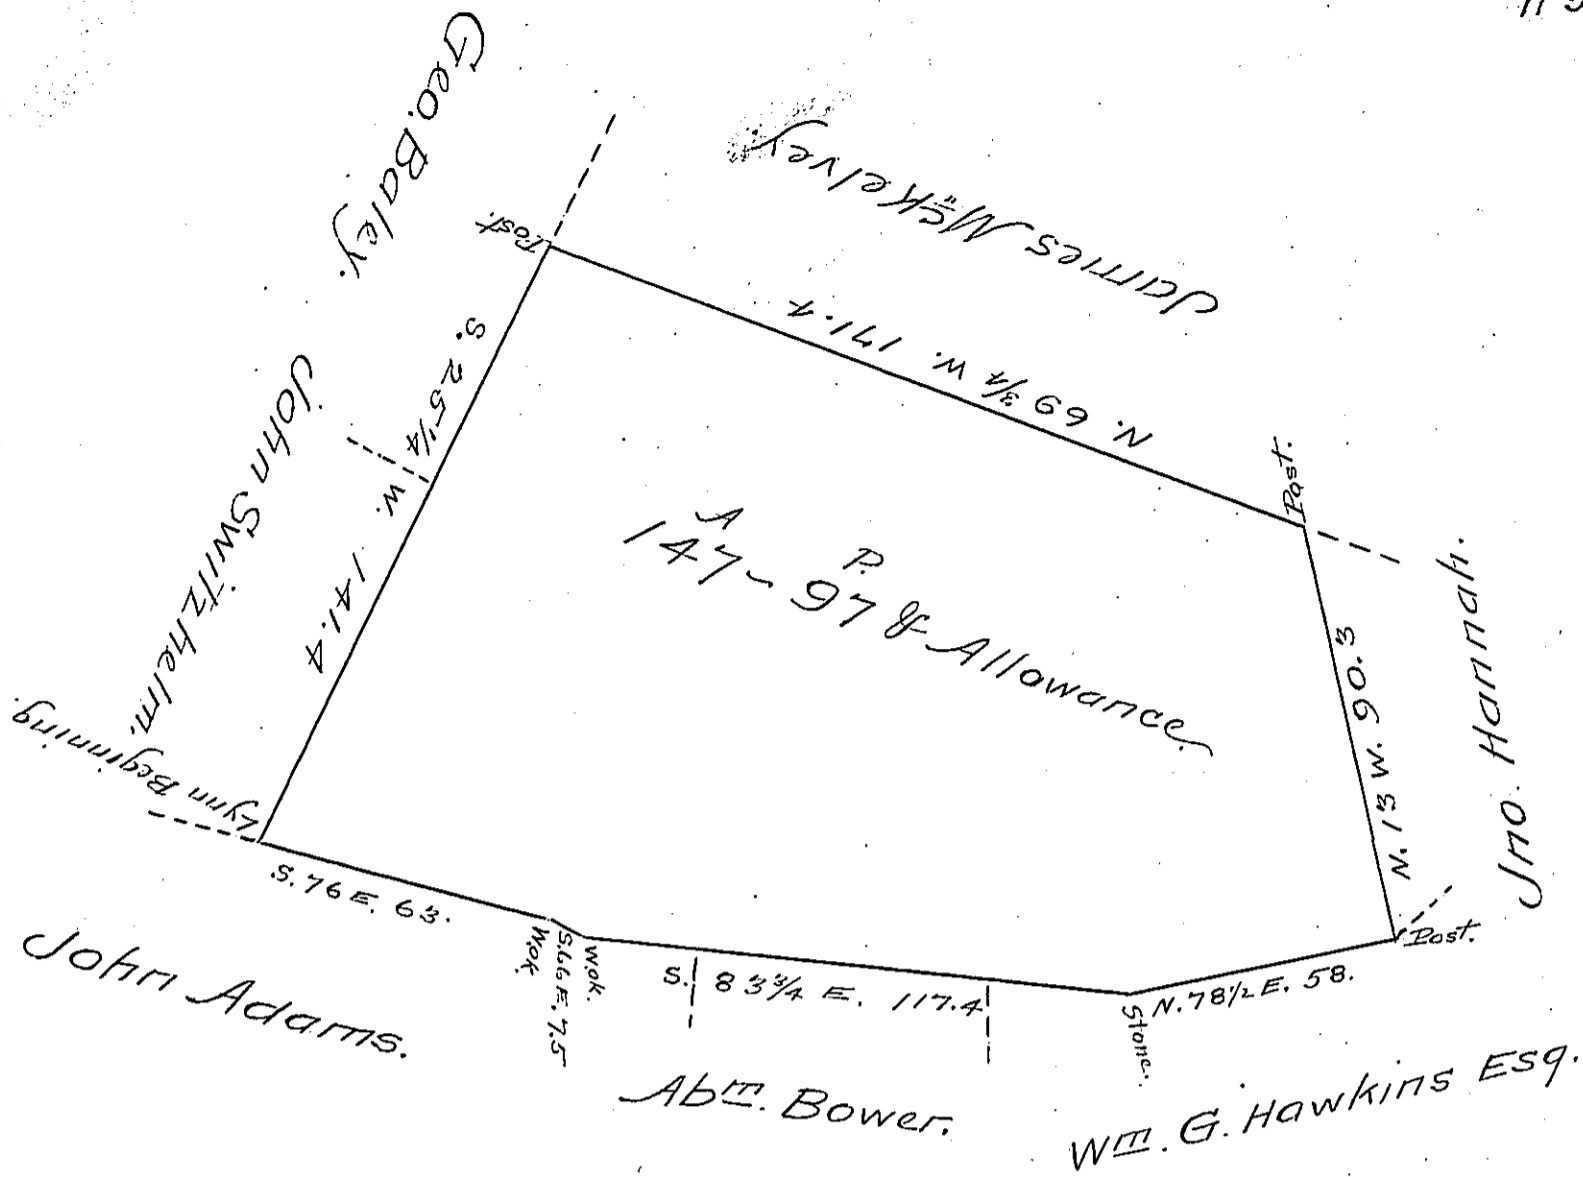 Geo. Baley.
James McKelvey
Post.
N. 69 3/4 W. 171.4
S. 25 1/4 W. 141.4
John Switzhelm.
Post.
A P.
147 - 97 & Allowance.
Jno. Hannah.
N. 13 W. 90.3
Lynn Beginning.
S. 76 E. 63.
W.ok.
S. 66 E. 7.5
W.ok.
S. 83 3/4 E. 117.4
Stone.
N. 78 1/2 E. 58.
Post.
John Adams.
Abm. Bower.
Wm. G. Hawkins Esq.